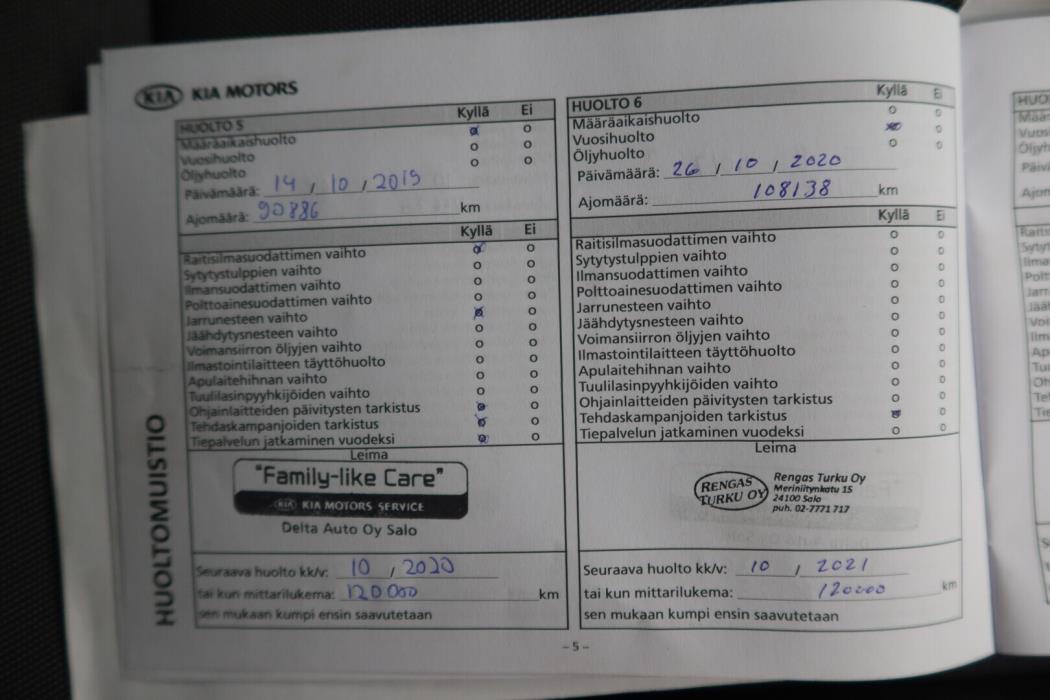 KIA KIA MOTORS
HUOLTO 5 Kyllä Ei
Määräaikaishuolto
Vuosihuolto
Öljyhuolto
Päivämäärä: 14 / 10 / 2019
Ajomäärä: 90886 km
Kyllä Ei
Raitisilmasuodattimen vaihto
Sytytystulppien vaihto
Ilmansuodattimen vaihto
Polttoainesuodattimen vaihto
Jarrunesteen vaihto
Jäähdytysnesteen vaihto
Voimansiirron öljyjen vaihto
Ilmastointilaitteen täyttöhuolto
Apulaitehihnan vaihto
Tuulilasinpyyhkijöiden vaihto
Ohjainlaitteiden päivitysten tarkistus
Tehdaskampanjoiden tarkistus
Tiepalvelun jatkaminen vuodeksi
Leima
"Family-like Care"
KIA KIA MOTORS SERVICE
Delta Auto Oy Salo
Seuraava huolto kk/v: 10 / 2020
tai kun mittarilukema: 120000 km
sen mukaan kumpi ensin saavutetaan
HUOLTO 6 Kyllä Ei
Määräaikaishuolto
Vuosihuolto
Öljyhuolto
Päivämäärä: 26 / 10 / 2020
Ajomäärä: 108138 km
Kyllä Ei
Raitisilmasuodattimen vaihto
Sytytystulppien vaihto
Ilmansuodattimen vaihto
Polttoainesuodattimen vaihto
Jarrunesteen vaihto
Jäähdytysnesteen vaihto
Voimansiirron öljyjen vaihto
Ilmastointilaitteen täyttöhuolto
Apulaitehihnan vaihto
Tuulilasinpyyhkijöiden vaihto
Ohjainlaitteiden päivitysten tarkistus
Tehdaskampanjoiden tarkistus
Tiepalvelun jatkaminen vuodeksi
Leima
RENGAS
TURKU OY
Rengas Turku Oy
Meriniitynkatu 15
24100 Salo
puh. 02-7771 717
Seuraava huolto kk/v: 10 / 2021
tai kun mittarilukema: 120000 km
sen mukaan kumpi ensin saavutetaan
HUOLTOMUISTIO
- 5 -